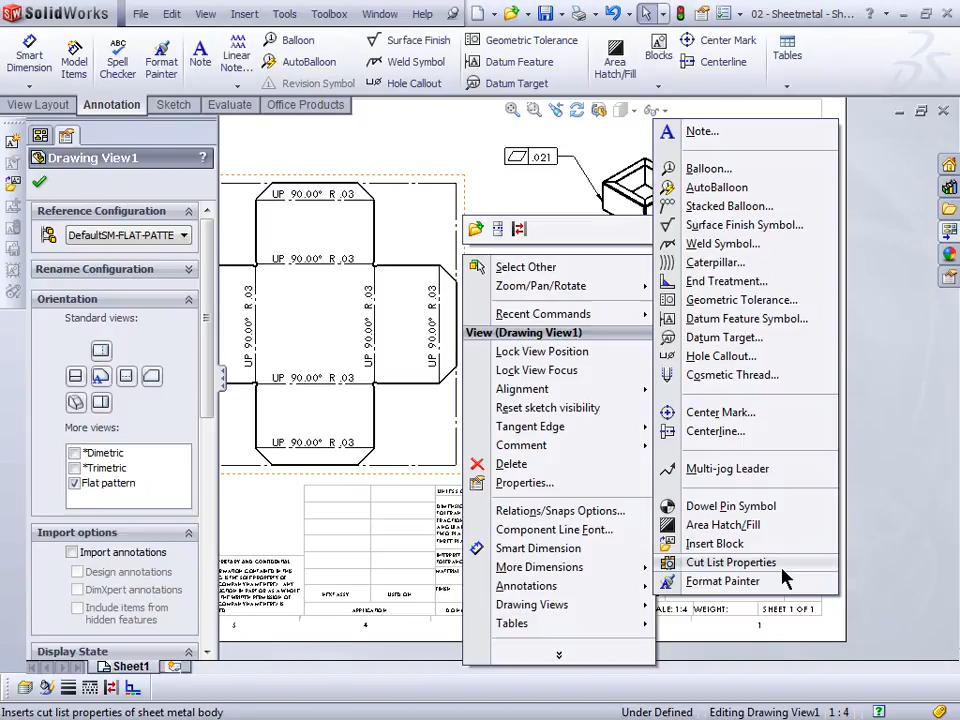 SolidWorks
File
Edit
View
Insert
Tools
Toolbox
Window
Help
02 - Sheetmetal - Sh...
Smart Dimension
Model Items
ABC
Spell Checker
Format Painter
Note
Linear Note...
Balloon
AutoBalloon
Revision Symbol
Surface Finish
Weld Symbol
Hole Callout
Geometric Tolerance
Datum Feature
Datum Target
Area Hatch/Fill
Blocks
Center Mark
Centerline
Tables
View Layout
Annotation
Sketch
Evaluate
Office Products
Drawing View1
?
Reference Configuration
DefaultSM-FLAT-PATTE
Rename Configuration
Orientation
Standard views:
More views:
*Dimetric
*Trimetric
Flat pattern
Import options
Import annotations
Design annotations
DimXpert annotations
Include items from hidden features
Display State
UP 90.00° R .03
UP 90.00° R .03
UP 90.00° R .03
UP 90.00° R .03
UP 90.00° R .03
UP 90.00° R .03
UP 90.00° R .03
.021
NEXT ASSY
USED ON
APPLICATION
5
4
1
SCALE: 1:4
WEIGHT:
SHEET 1 OF 1
Select Other
Zoom/Pan/Rotate
Recent Commands
View (Drawing View1)
Lock View Position
Lock View Focus
Alignment
Reset sketch visibility
Tangent Edge
Comment
Delete
Properties...
Relations/Snaps Options...
Component Line Font...
Smart Dimension
More Dimensions
Annotations
Drawing Views
Tables
Note...
Balloon...
AutoBalloon
Stacked Balloon...
Surface Finish Symbol...
Weld Symbol...
Caterpillar...
End Treatment...
Geometric Tolerance...
Datum Feature Symbol...
Datum Target...
Hole Callout...
Cosmetic Thread...
Center Mark...
Centerline...
Multi-jog Leader
Dowel Pin Symbol
Area Hatch/Fill
Insert Block
Cut List Properties
Format Painter
Sheet1
Inserts cut list properties of sheet metal body
Under Defined
Editing Drawing View1
1 : 4